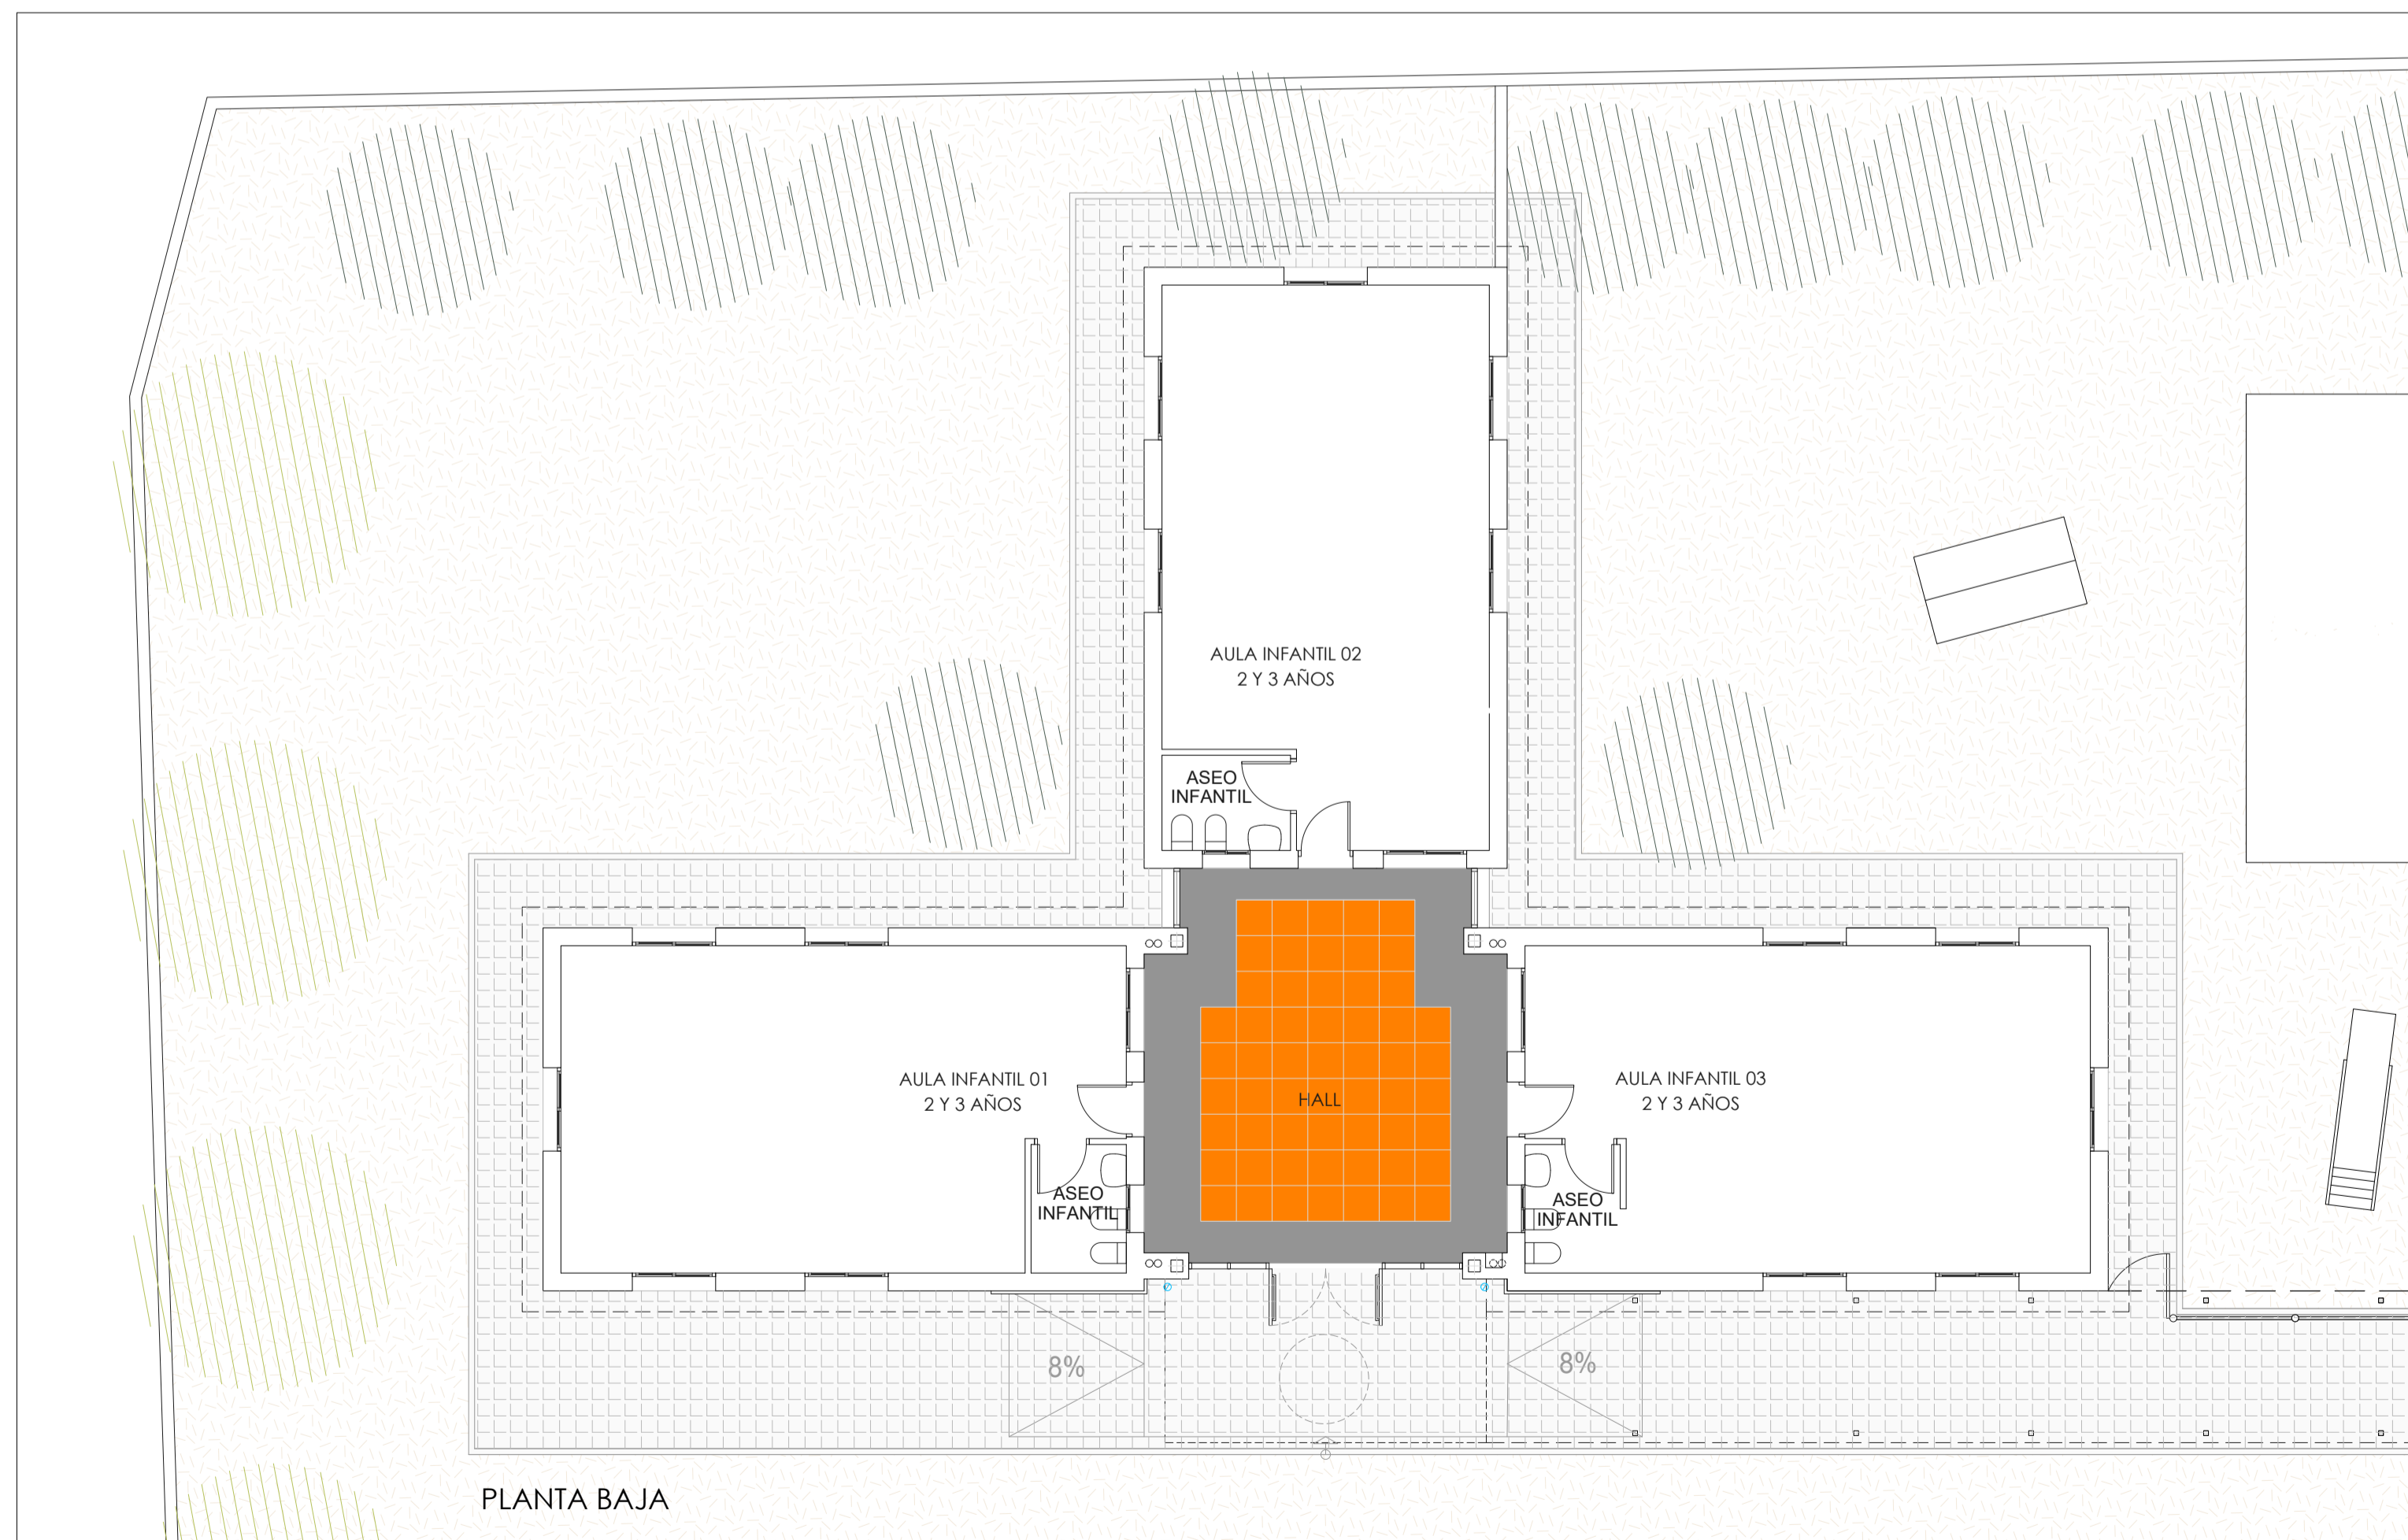 AULA INFANTIL 02
2 Y 3 AÑOS
ASEO
INFANTIL
AULA INFANTIL 01
2 Y 3 AÑOS
HALL
AULA INFANTIL 03
2 Y 3 AÑOS
ASEO
INFANTIL
ASEO
INFANTIL
8%
8%
PLANTA BAJA